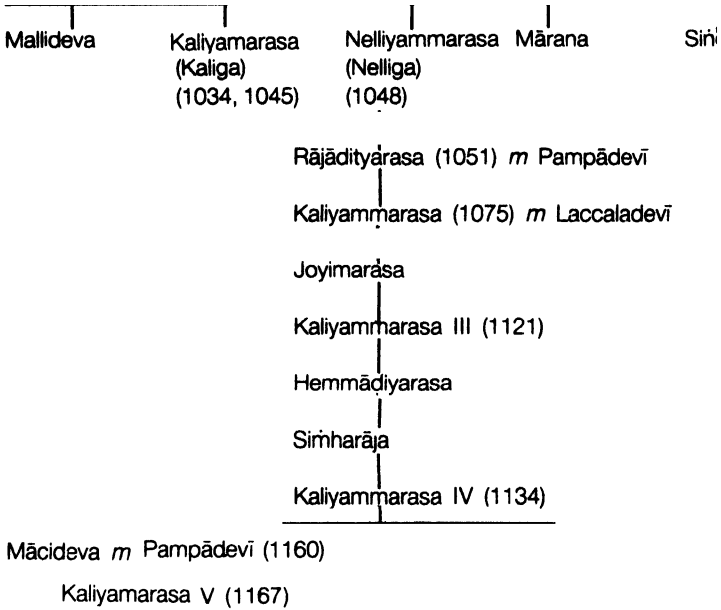 Mallideva Kaliyamarasa Nelliyammarasa Mārana
(Kaliga) (Nelliga)
(1034, 1045) (1048)
Rājādityarasa (1051) m Pampādevī
Kaliyammarasa (1075) m Laccaladevī
Joyimarasa
Kaliyammarasa III (1121)
Hemmādiyarasa
Siṁharāja
Kaliyammarasa IV (1134)
Mācideva m Pampādevī (1160)
Kaliyamarasa V (1167)